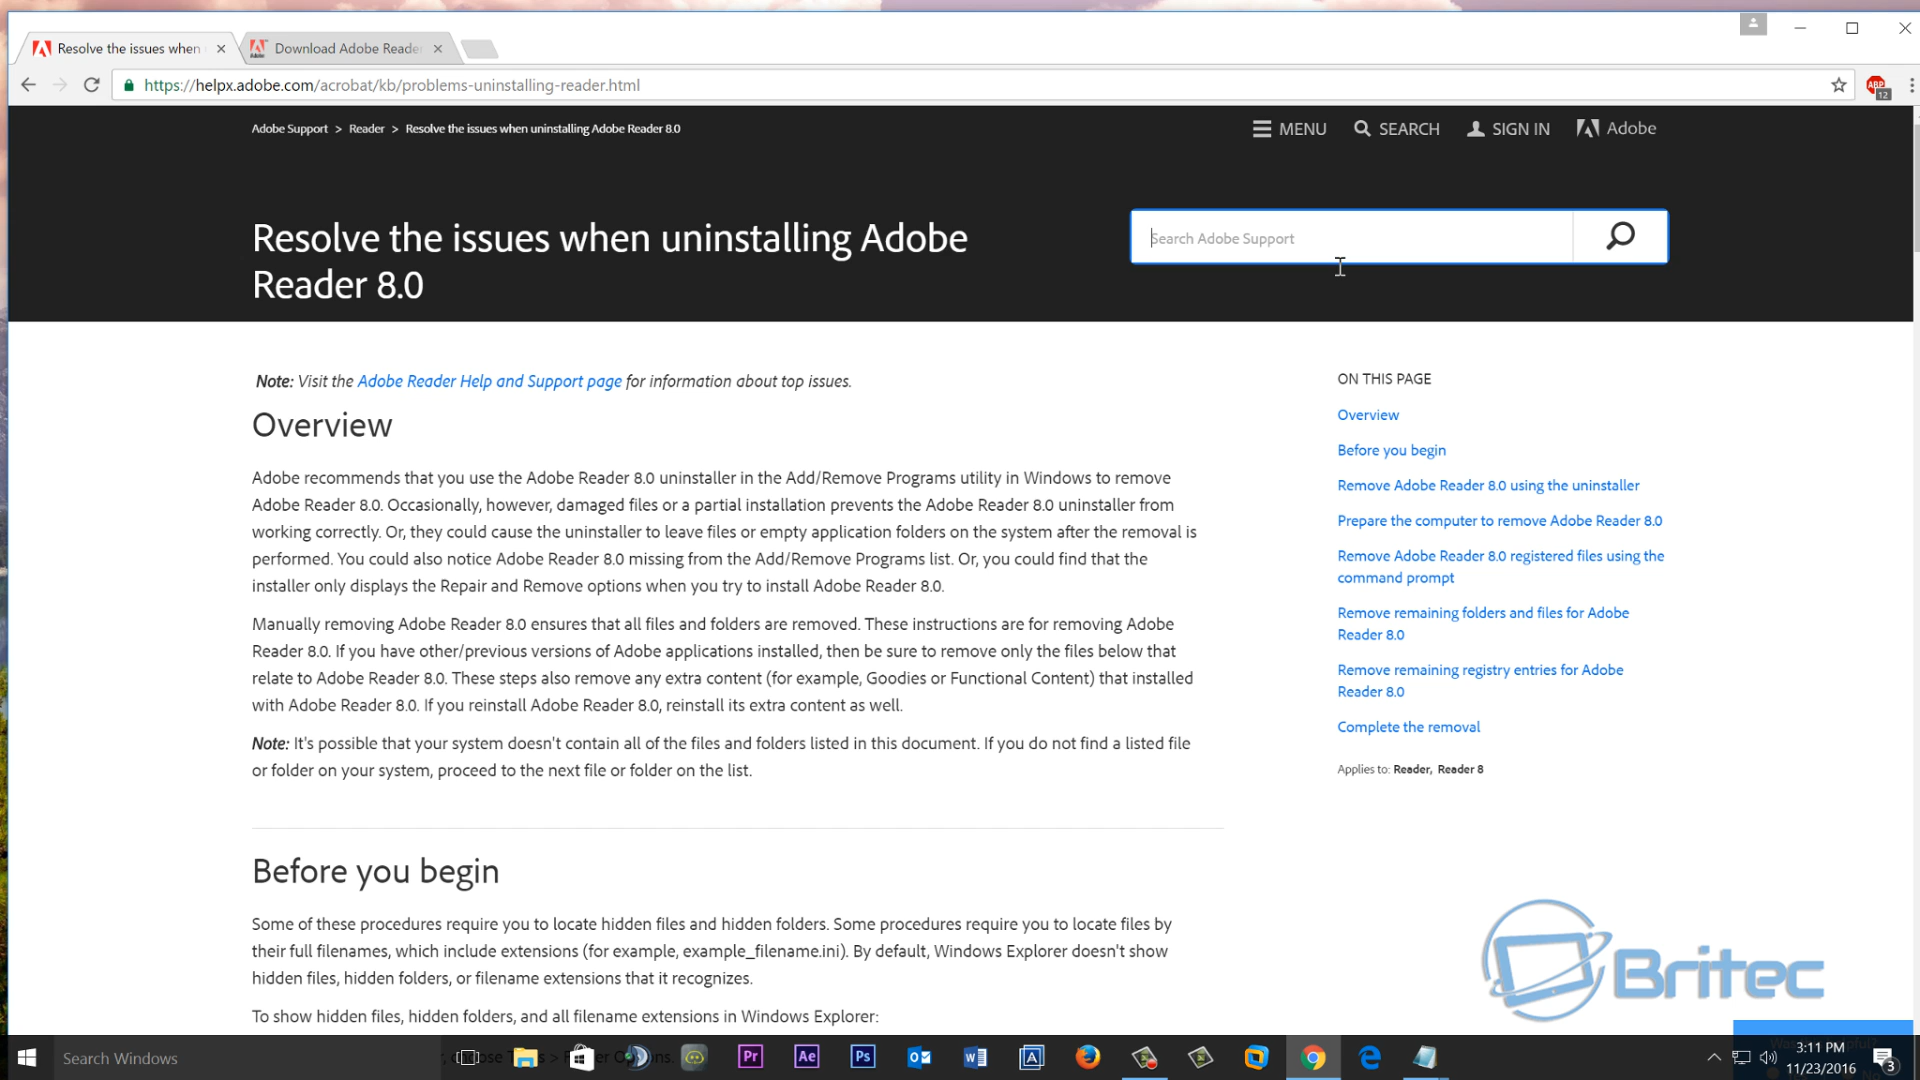 Resolve the issues when
Download Adobe Reade
https://helpx.adobe.com/acrobat/kb/problems-uninstalling-reader.html
ABP
12
Adobe Support > Reader > Resolve the issues when uninstalling Adobe Reader 8.0
MENU
SEARCH
SIGN IN
Adobe
Resolve the issues when uninstalling Adobe
Reader 8.0
Search Adobe Support
Note: Visit the Adobe Reader Help and Support page for information about top issues.
Overview
Adobe recommends that you use the Adobe Reader 8.0 uninstaller in the Add/Remove Programs utility in Windows to remove
Adobe Reader 8.0. Occasionally, however, damaged files or a partial installation prevents the Adobe Reader 8.0 uninstaller from
working correctly. Or, they could cause the uninstaller to leave files or empty application folders on the system after the removal is
performed. You could also notice Adobe Reader 8.0 missing from the Add/Remove Programs list. Or, you could find that the
installer only displays the Repair and Remove options when you try to install Adobe Reader 8.0.
Manually removing Adobe Reader 8.0 ensures that all files and folders are removed. These instructions are for removing Adobe
Reader 8.0. If you have other/previous versions of Adobe applications installed, then be sure to remove only the files below that
relate to Adobe Reader 8.0. These steps also remove any extra content (for example, Goodies or Functional Content) that installed
with Adobe Reader 8.0. If you reinstall Adobe Reader 8.0, reinstall its extra content as well.
Note: It's possible that your system doesn't contain all of the files and folders listed in this document. If you do not find a listed file
or folder on your system, proceed to the next file or folder on the list.
Before you begin
Some of these procedures require you to locate hidden files and hidden folders. Some procedures require you to locate files by
their full filenames, which include extensions (for example, example_filename.ini). By default, Windows Explorer doesn't show
hidden files, hidden folders, or filename extensions that it recognizes.
To show hidden files, hidden folders, and all filename extensions in Windows Explorer:
ON THIS PAGE
Overview
Before you begin
Remove Adobe Reader 8.0 using the uninstaller
Prepare the computer to remove Adobe Reader 8.0
Remove Adobe Reader 8.0 registered files using the
command prompt
Remove remaining folders and files for Adobe
Reader 8.0
Remove remaining registry entries for Adobe
Reader 8.0
Complete the removal
Applies to: Reader, Reader 8
Britec
Search Windows
Pr
Ae
Ps
3:11 PM
11/23/2016
3